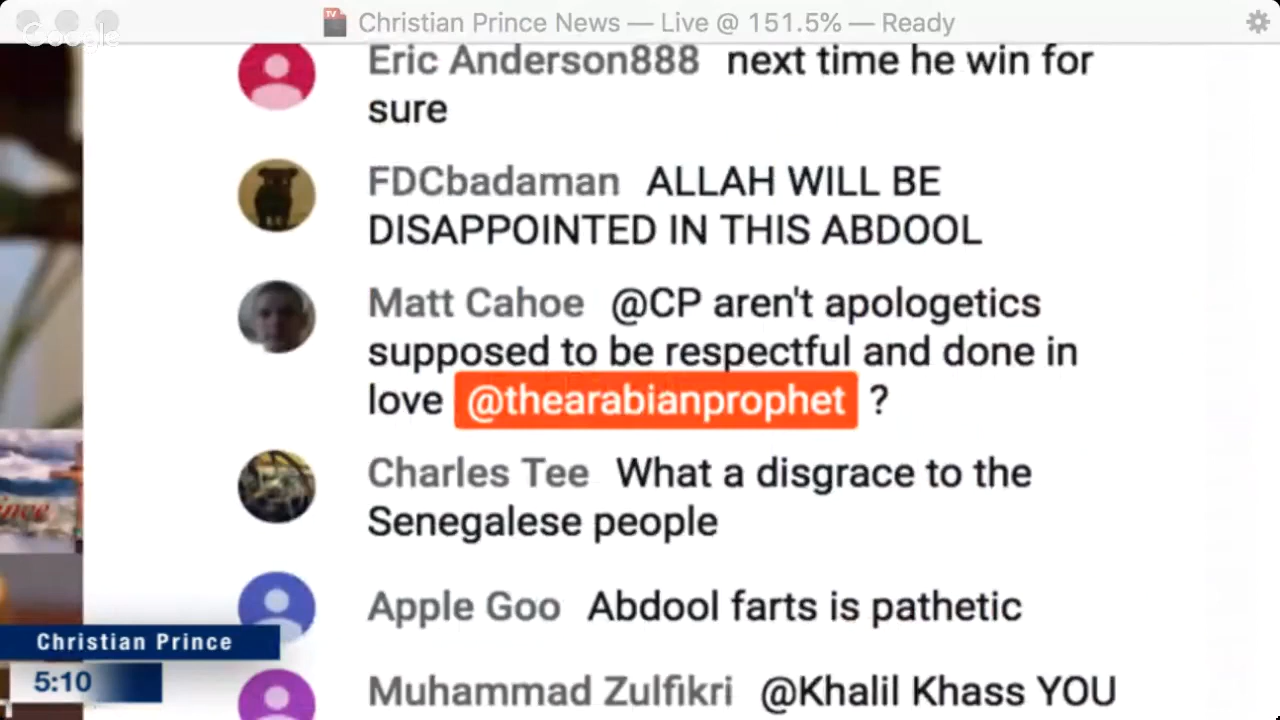 Christian Prince News — Live @ 151.5% — Ready
Google
Eric Anderson888 next time he win for
sure
FDCbadaman ALLAH WILL BE
DISAPPOINTED IN THIS ABDOOL
Matt Cahoe @CP aren't apologetics
supposed to be respectful and done in
love @thearabianprophet ?
Charles Tee What a disgrace to the
Senegalese people
Apple Goo Abdool farts is pathetic
Christian Prince
5:10
Muhammad Zulfikri @Khalil Khass YOU